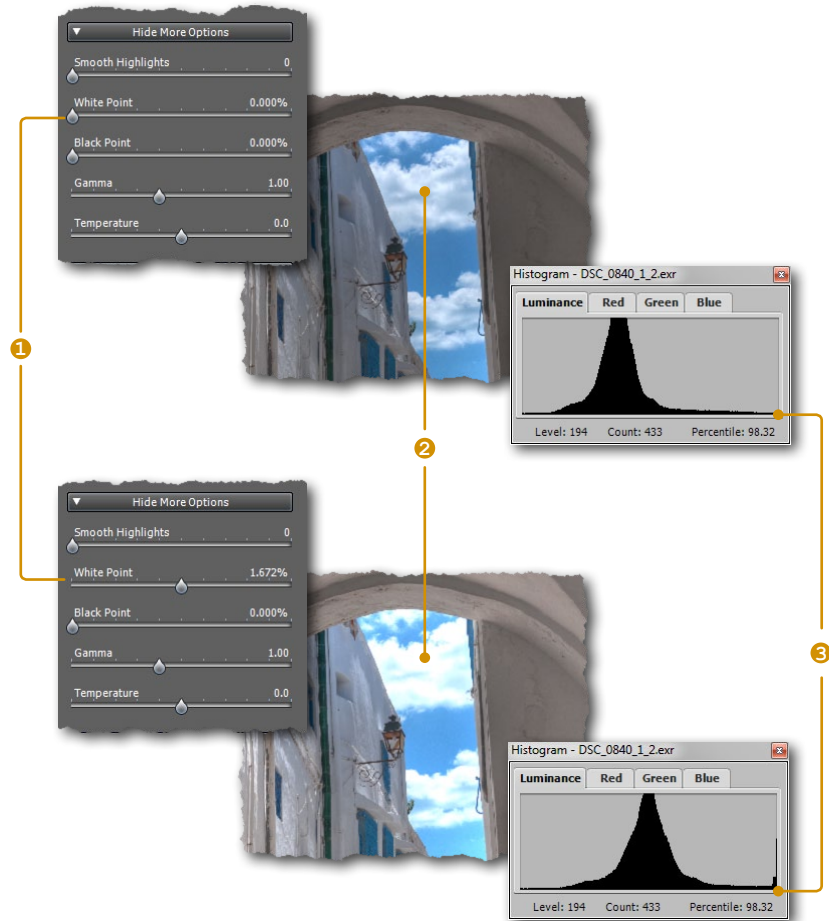 Hide More Options
Smooth Highlights 0
White Point 0.000%
Black Point 0.000%
Gamma 1.00
Temperature 0.0
Histogram - DSC_0840_1_2.exr
Luminance Red Green Blue
Level: 194 Count: 433 Percentile: 98.32
1
2
3
Hide More Options
Smooth Highlights 0
White Point 1.672%
Black Point 0.000%
Gamma 1.00
Temperature 0.0
Histogram - DSC_0840_1_2.exr
Luminance Red Green Blue
Level: 194 Count: 433 Percentile: 98.32